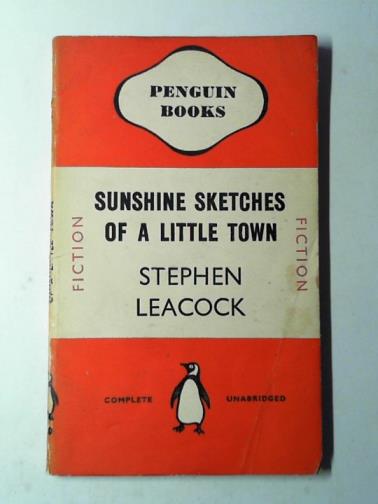 PENGUIN
BOOKS
SUNSHINE SKETCHES
OF A LITTLE TOWN
STEPHEN
LEACOCK
FICTION
FICTION
COMPLETE
UNABRIDGED